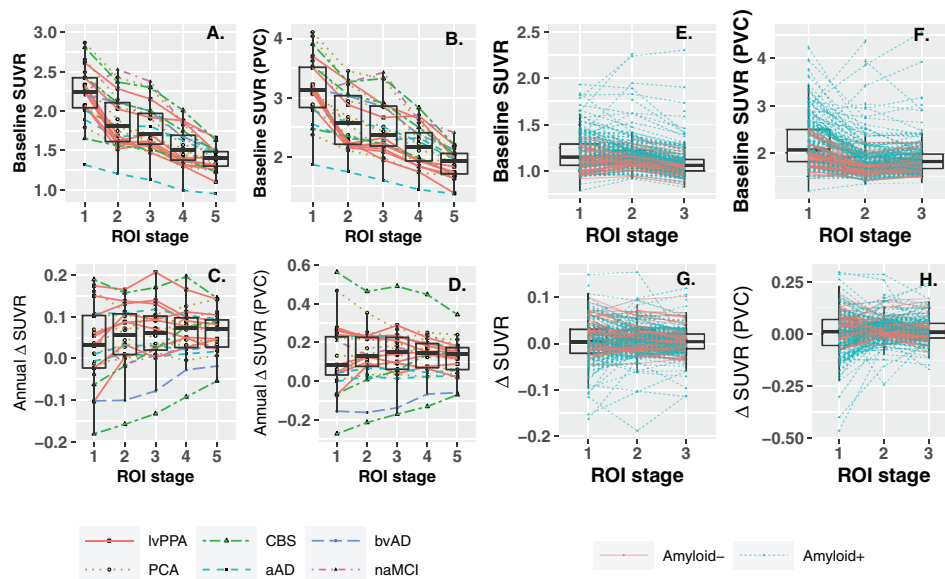 A.
Baseline SUVR
3.0
2.5
2.0
1.5
1.0
1 2 3 4 5
ROI stage
B.
Baseline SUVR (PVC)
4
3
2
1 2 3 4 5
ROI stage
E.
Baseline SUVR
2.5
2.0
1.5
1.0
1 2 3
ROI stage
F.
Baseline SUVR (PVC)
4
3
2
1 2 3
ROI stage
C.
Annual Δ SUVR
0.2
0.1
0.0
−0.1
−0.2
1 2 3 4 5
ROI stage
D.
Annual Δ SUVR (PVC)
0.6
0.4
0.2
0.0
−0.2
1 2 3 4 5
ROI stage
G.
Δ SUVR
0.1
0.0
−0.1
−0.2
1 2 3
ROI stage
H.
Δ SUVR (PVC)
0.25
0.00
−0.25
−0.50
1 2 3
ROI stage
lvPPA CBS bvAD
PCA aAD naMCI
Amyloid− Amyloid+